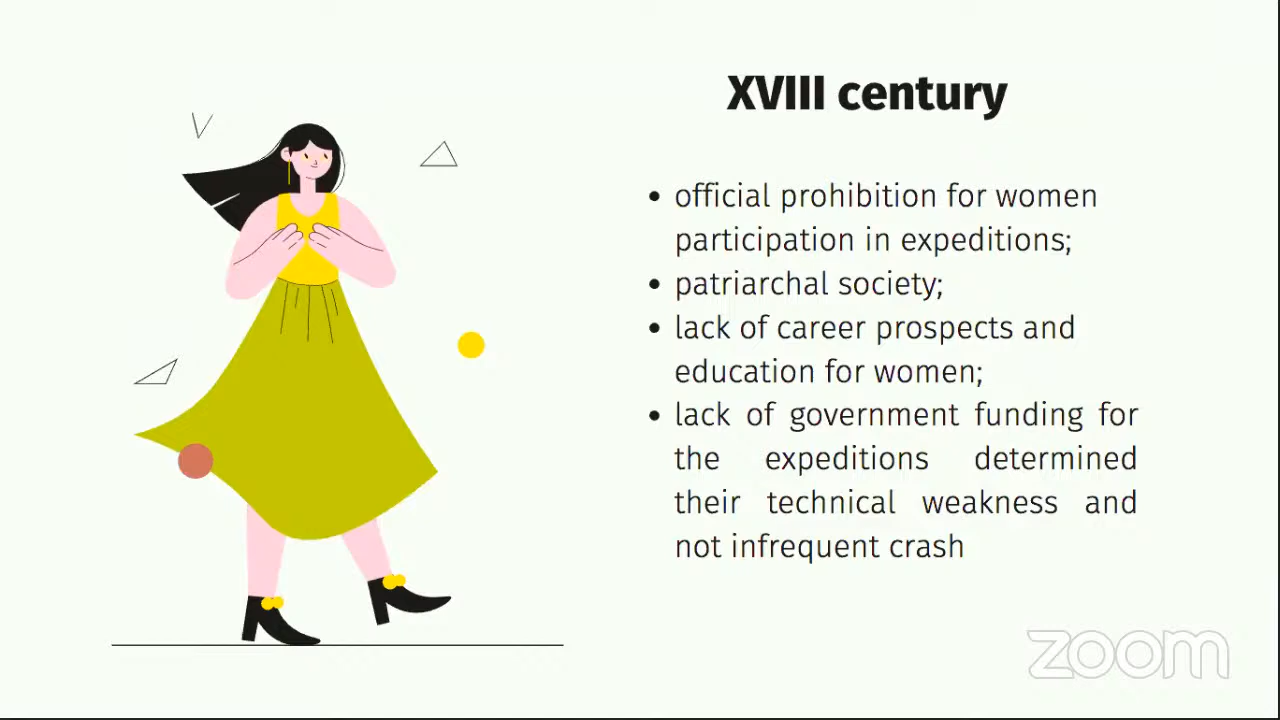 XVIII century
• official prohibition for women
participation in expeditions;
• patriarchal society;
• lack of career prospects and
education for women;
• lack of government funding for
the expeditions determined
their technical weakness and
not infrequent crash
zoom